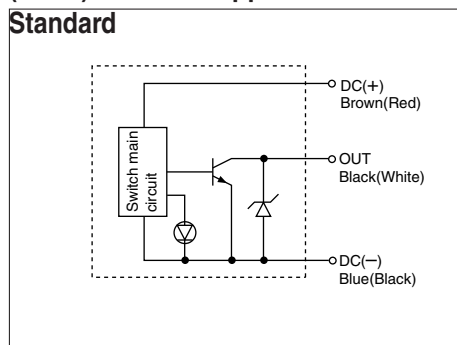 Standard
DC(+)
Brown(Red)
Switch main
circuit
OUT
Black(White)
DC(−)
Blue(Black)